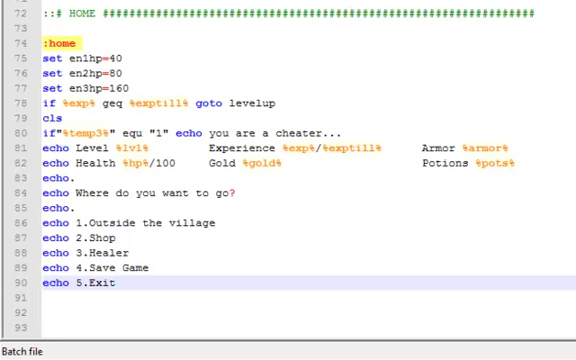 72 ::# HOME ################################################################
73
74 :home
75 set en1hp=40
76 set en2hp=80
77 set en3hp=160
78 if %exp% geq %exptill% goto levelup
79 cls
80 if"%temp3%" equ "1" echo you are a cheater...
81 echo Level %lvl% Experience %exp%/%exptill% Armor %armor%
82 echo Health %hp%/100 Gold %gold% Potions %pots%
83 echo.
84 echo Where do you want to go?
85 echo.
86 echo 1.Outside the village
87 echo 2.Shop
88 echo 3.Healer
89 echo 4.Save Game
90 echo 5.Exit
91
92
93
Batch file